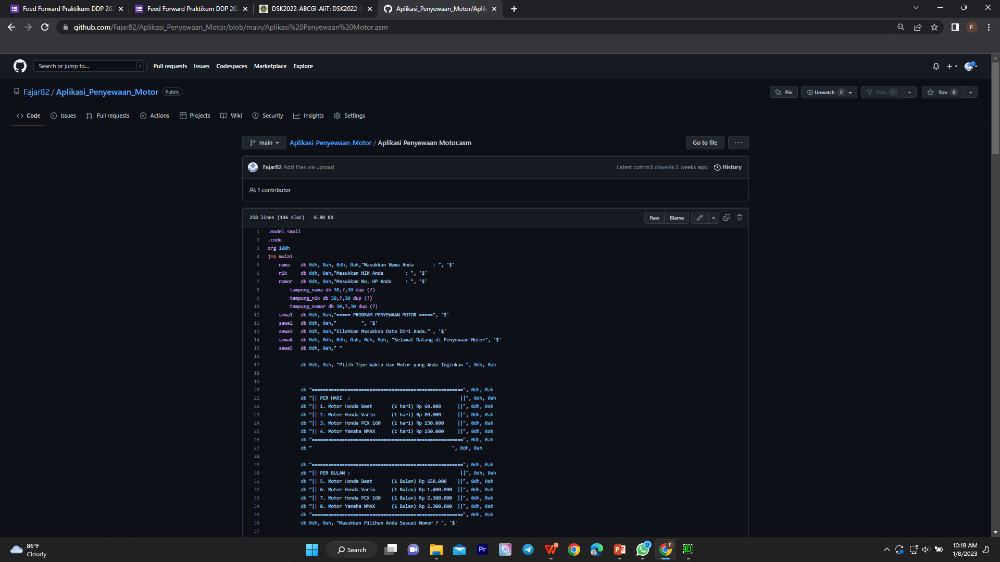 Feed Forward Praktikum DDP 202
Feed Forward Praktikum DDP 202
DSK2022-ABCGI-AliT: DSK2022-1
Aplikasi_Penyewaan_Motor/Aplik
github.com/Fajar82/Aplikasi_Penyewaan_Motor/blob/main/Aplikasi%20Penyewaan%20Motor.asm
F
Search or jump to... /
Pull requests Issues Codespaces Marketplace Explore
Fajar82 / Aplikasi_Penyewaan_Motor Public
Pin Unwatch 2 Fork 0 Star 0
Code Issues Pull requests Actions Projects Wiki Security Insights Settings
main Aplikasi_Penyewaan_Motor / Aplikasi Penyewaan Motor.asm Go to file ...
Fajar82 Add files via upload Latest commit d3be5f8 2 weeks ago History
1 contributor
258 lines (196 sloc) 6.88 KB Raw Blame
1 .model small
2 .code
3 org 100h
4 jmp mulai
5 nama db 0dh, 0ah, 0dh, 0ah,"Masukkan Nama Anda : ", '$'
6 nik db 0dh, 0ah,"Masukkan NIK Anda : ", '$'
7 nomor db 0dh, 0ah,"Masukkan No. HP Anda : ", '$'
8 tampung_nama db 30,?,30 dup (?)
9 tampung_nik db 30,?,30 dup (?)
10 tampung_nomor db 30,?,30 dup (?)
11 sewa1 db 0dh, 0ah,"===== PROGRAM PENYEWAAN MOTOR =====", '$'
12 sewa2 db 0dh, 0ah," ", '$'
13 sewa3 db 0dh, 0ah,"Silahkan Masukkan Data Diri Anda." , '$'
14 sewa4 db 0dh, 0dh, 0dh, 0ah, 0dh, 0ah, "Selamat Datang di Penyewaan Motor", '$'
15 sewa5 db 0dh, 0ah," "
16
17 db 0dh, 0ah, "Pilih Tipe Waktu dan Motor yang Anda Inginkan ", 0dh, 0ah
18
19
20 db "=======================================================", 0dh, 0ah
21 db "|| PER HARI : ||", 0dh, 0ah
22 db "|| 1. Motor Honda Beat (1 hari) Rp 60.000 ||", 0dh, 0ah
23 db "|| 2. Motor Honda Vario (1 hari) Rp 80.000 ||", 0dh, 0ah
24 db "|| 3. Motor Honda PCX 160 (1 hari) Rp 150.000 ||", 0dh, 0ah
25 db "|| 4. Motor Yamaha NMAX (1 hari) Rp 150.000 ||", 0dh, 0ah
26 db "=======================================================", 0dh, 0ah
27 db " ", 0dh, 0ah
28
29 db "=======================================================", 0dh, 0ah
30 db "|| PER BULAN : ||", 0dh, 0ah
31 db "|| 5. Motor Honda Beat (1 Bulan) Rp 650.000 ||", 0dh, 0ah
32 db "|| 6. Motor Honda Vario (1 Bulan) Rp 1.400.000 ||", 0dh, 0ah
33 db "|| 7. Motor Honda PCX 160 (1 Bulan) Rp 2.300.000 ||", 0dh, 0ah
34 db "|| 8. Motor Yamaha NMAX (1 Bulan) Rp 2.300.000 ||", 0dh, 0ah
35 db "=======================================================", 0dh, 0ah
36 db 0dh, 0ah, "Masukkan Pilihan Anda Sesuai Nomor ? ", '$'
37
86°F
Cloudy
Search
Pr
9
F
10:19 AM
1/8/2023